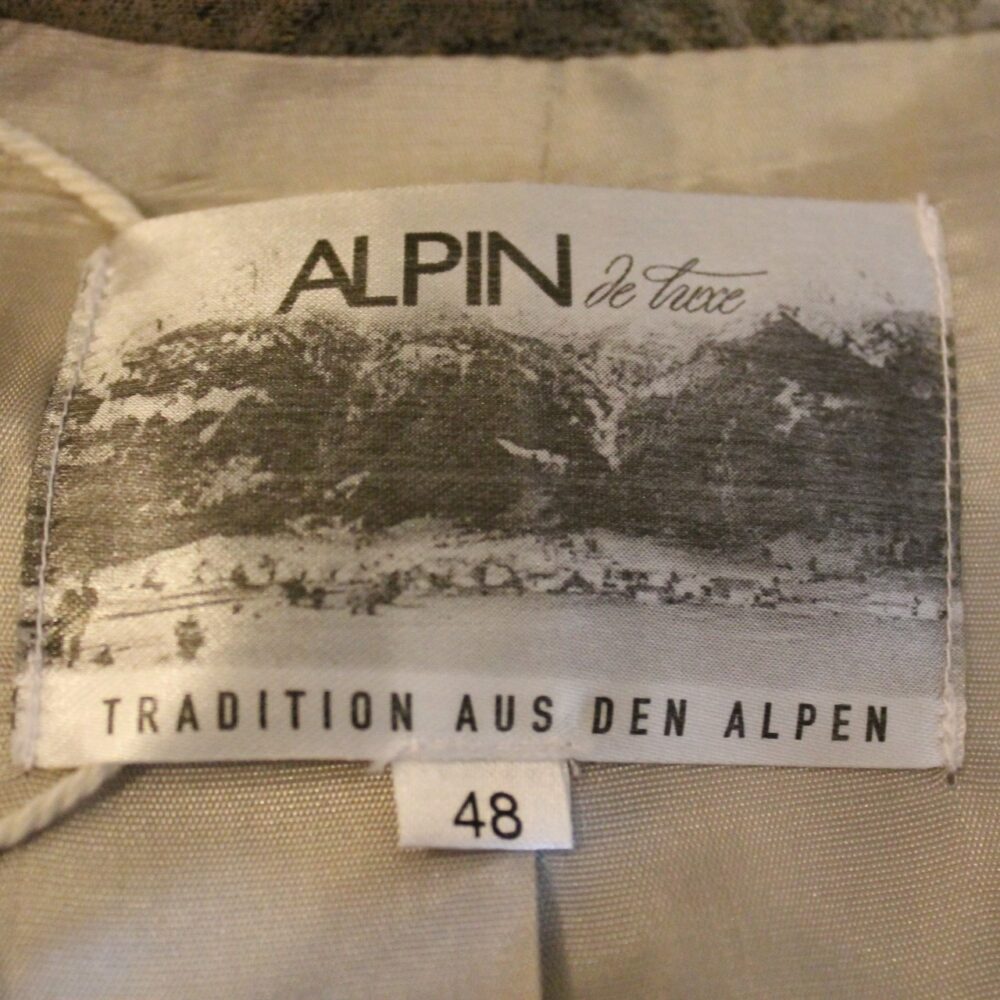 ALPIN de luxe
TRADITION AUS DEN ALPEN
48